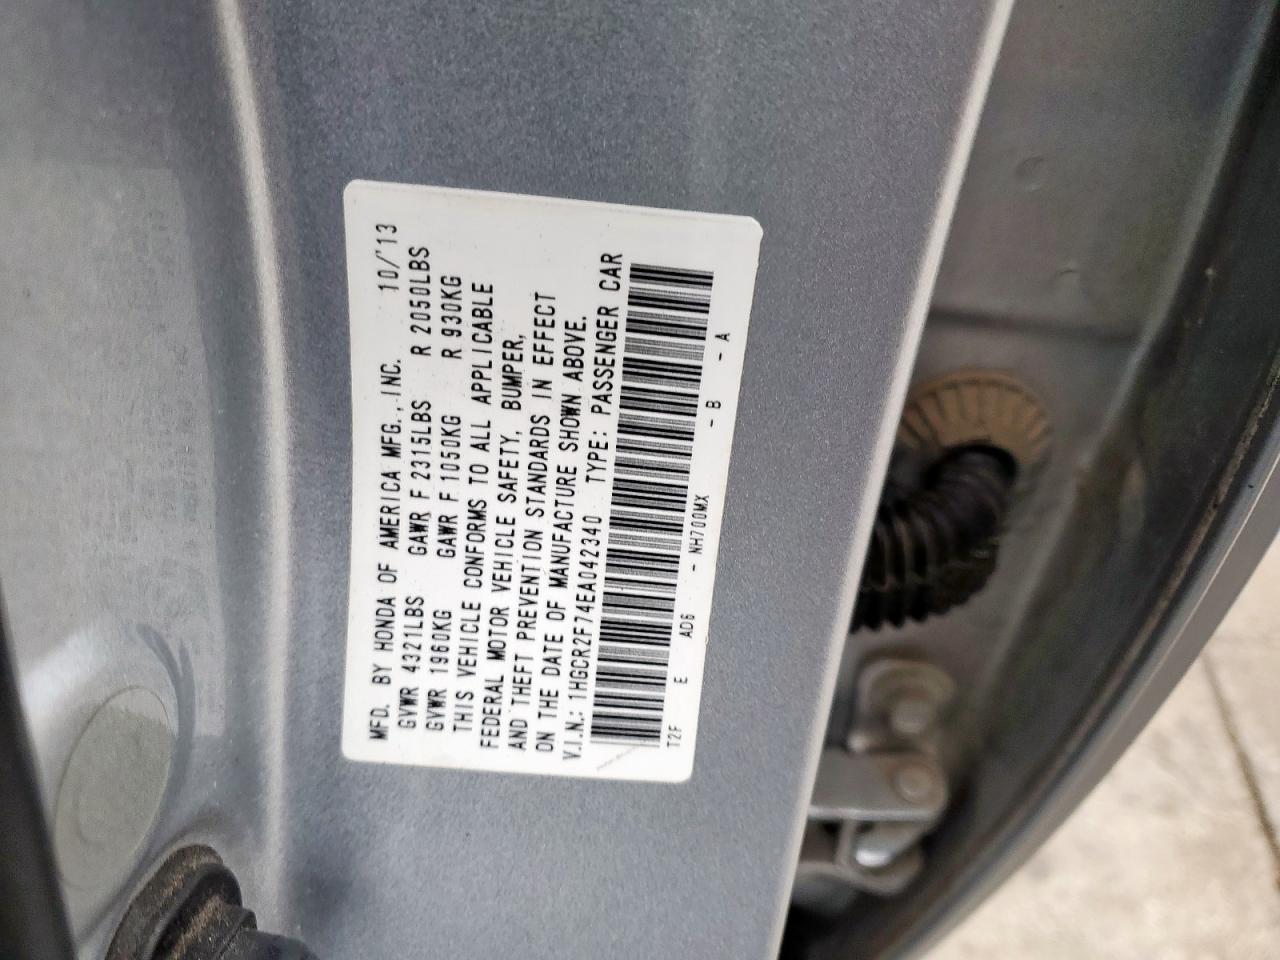 MFD. BY HONDA OF AMERICA MFG.,INC. 10/'13
GVWR 4321LBS GAWR F 2315LBS R 2050LBS
GVWR 1960KG GAWR F 1050KG R 930KG
THIS VEHICLE CONFORMS TO ALL APPLICABLE
FEDERAL MOTOR VEHICLE SAFETY, BUMPER,
AND THEFT PREVENTION STANDARDS IN EFFECT
ON THE DATE OF MANUFACTURE SHOWN ABOVE.
V.I.N.: 1HGCR2F74EA042340 TYPE: PASSENGER CAR
T2F E AD6 - NH700MX - B - A